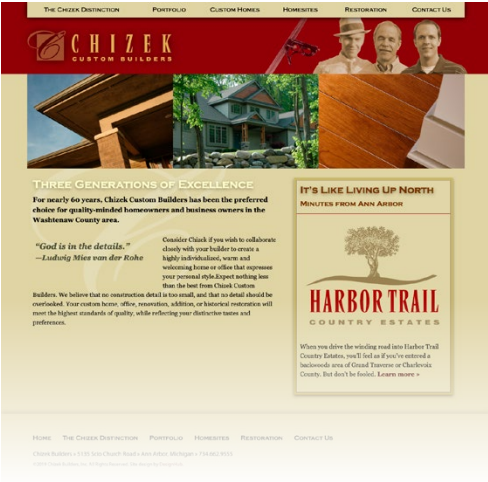 The Chizek Distinction Portfolio Custom Homes Homesites Restoration Contact Us
CHIZEK
CUSTOM BUILDERS
Three Generations of Excellence
For nearly 60 years, Chizek Custom Builders has been the preferred
choice for quality-minded homeowners and business owners in the
Washtenaw County area.
"God is in the details."
—Ludwig Mies van der Rohe
Consider Chizek if you wish to collaborate
closely with your builder to create a
highly individualized, warm and
welcoming home or office that expresses
your personal style.Expect nothing less
than the best from Chizek Custom
Builders. We believe that no construction detail is too small, and that no detail should be
overlooked. Your custom home, office, renovation, addition, or historical restoration will
meet the highest standards of quality, while reflecting your distinctive tastes and
preferences.
It's Like Living Up North
Minutes from Ann Arbor
HARBOR TRAIL
COUNTRY ESTATES
When you drive the winding road into Harbor Trail
Country Estates, you'll feel as if you've entered a
backwoods area of Grand Traverse or Charlevoix
County. But don't be fooled. Learn more »
Home The Chizek Distinction Portfolio Homesites Restoration Contact Us